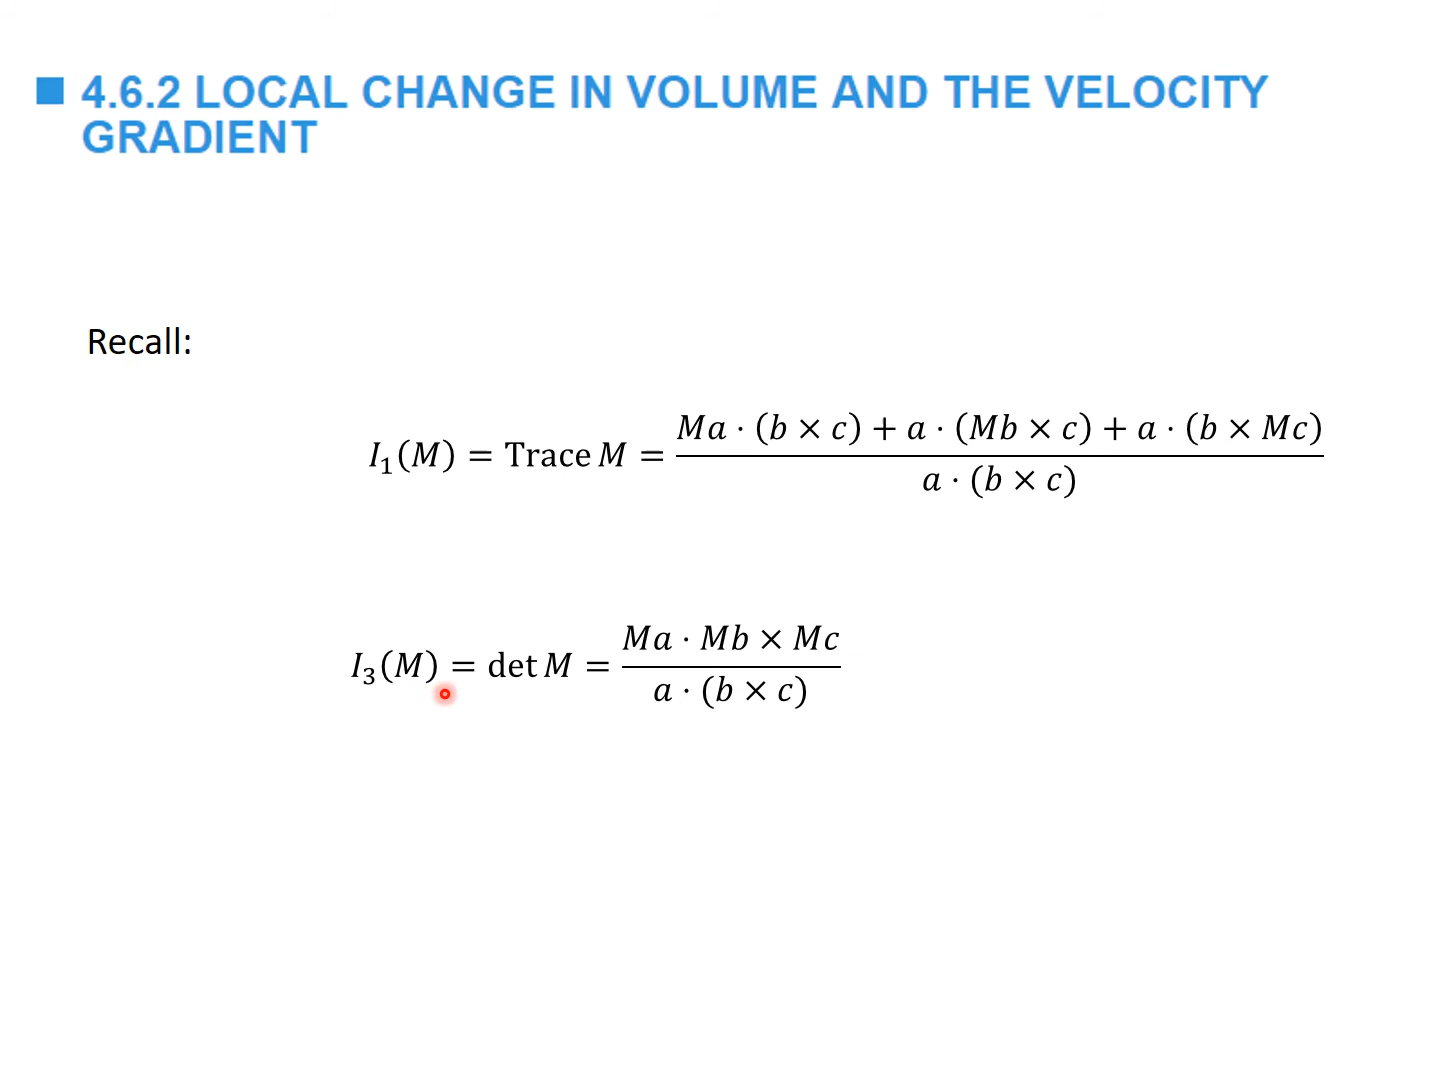 4.6.2 LOCAL CHANGE IN VOLUME AND THE VELOCITY
GRADIENT
Recall:
I₁(M) = Trace M = (Ma · (b × c) + a · (Mb × c) + a · (b × Mc)) / (a · (b × c))
I₃(M) = det M = (Ma · Mb × Mc) / (a · (b × c))